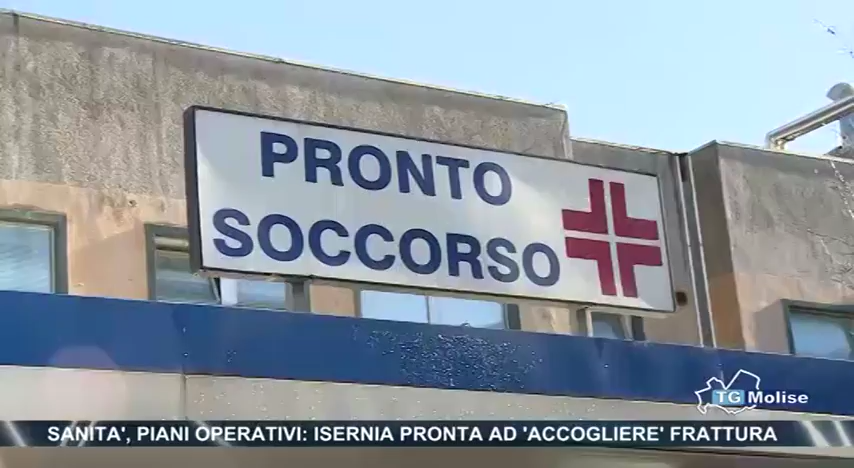 PRONTO
SOCCORSO
TG Molise
SANITA', PIANI OPERATIVI: ISERNIA PRONTA AD 'ACCOGLIERE' FRATTURA